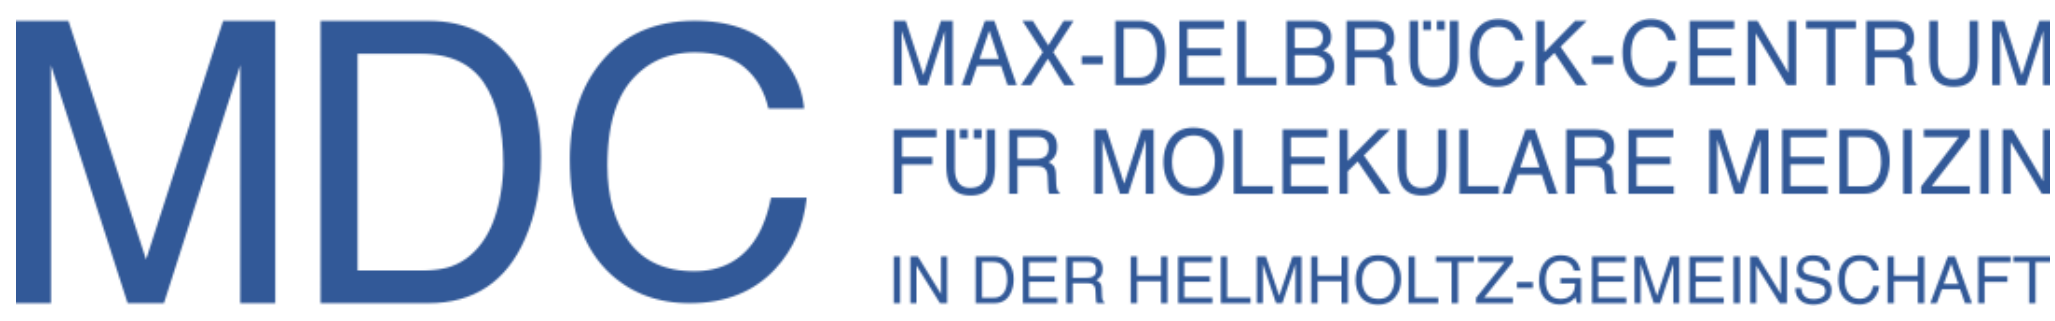 MDC
MAX-DELBRÜCK-CENTRUM
FÜR MOLEKULARE MEDIZIN
IN DER HELMHOLTZ-GEMEINSCHAFT